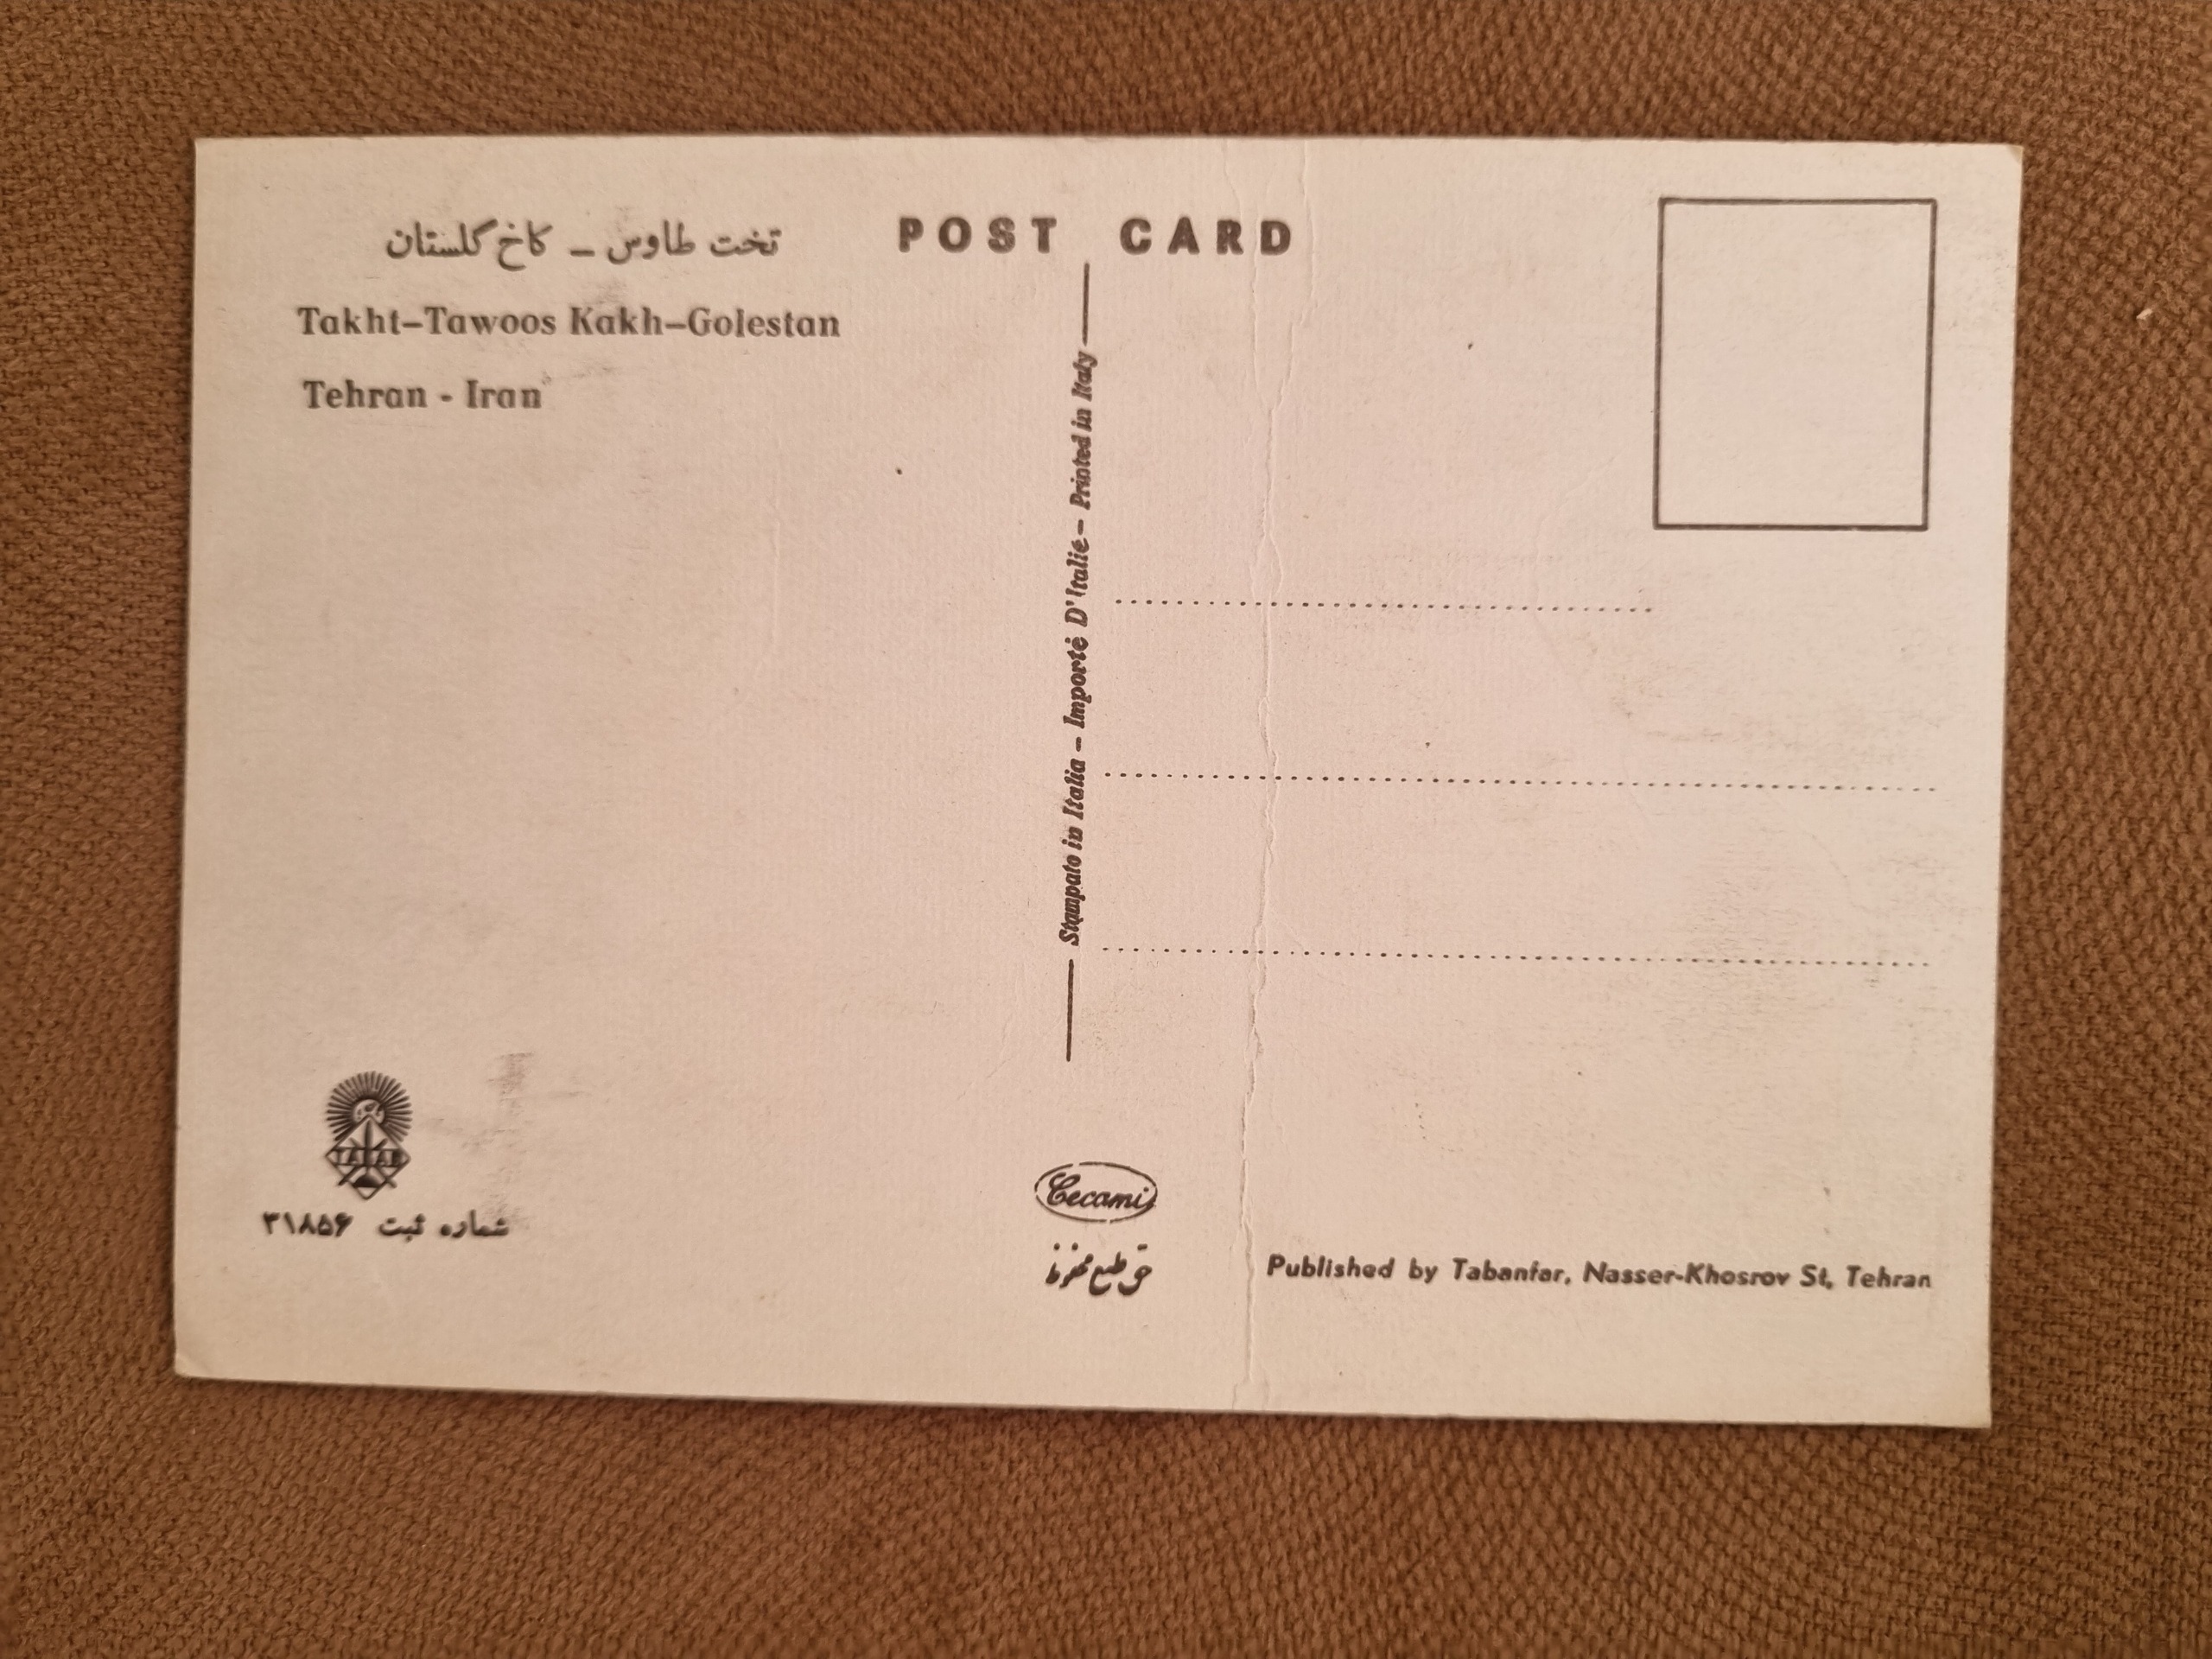 تخت طاوس – کاخ گلستان
Takht–Tawoos Kakh–Golestan
Tehran - Iran
POST CARD
Stampato in Italia – Importé D'Italie – Printed in Italy
TABAN
شماره ثبت ۳۱۸۵۶
Cecami
حق طبع محفوظ
Published by Tabanfar, Nasser-Khosrov St, Tehran